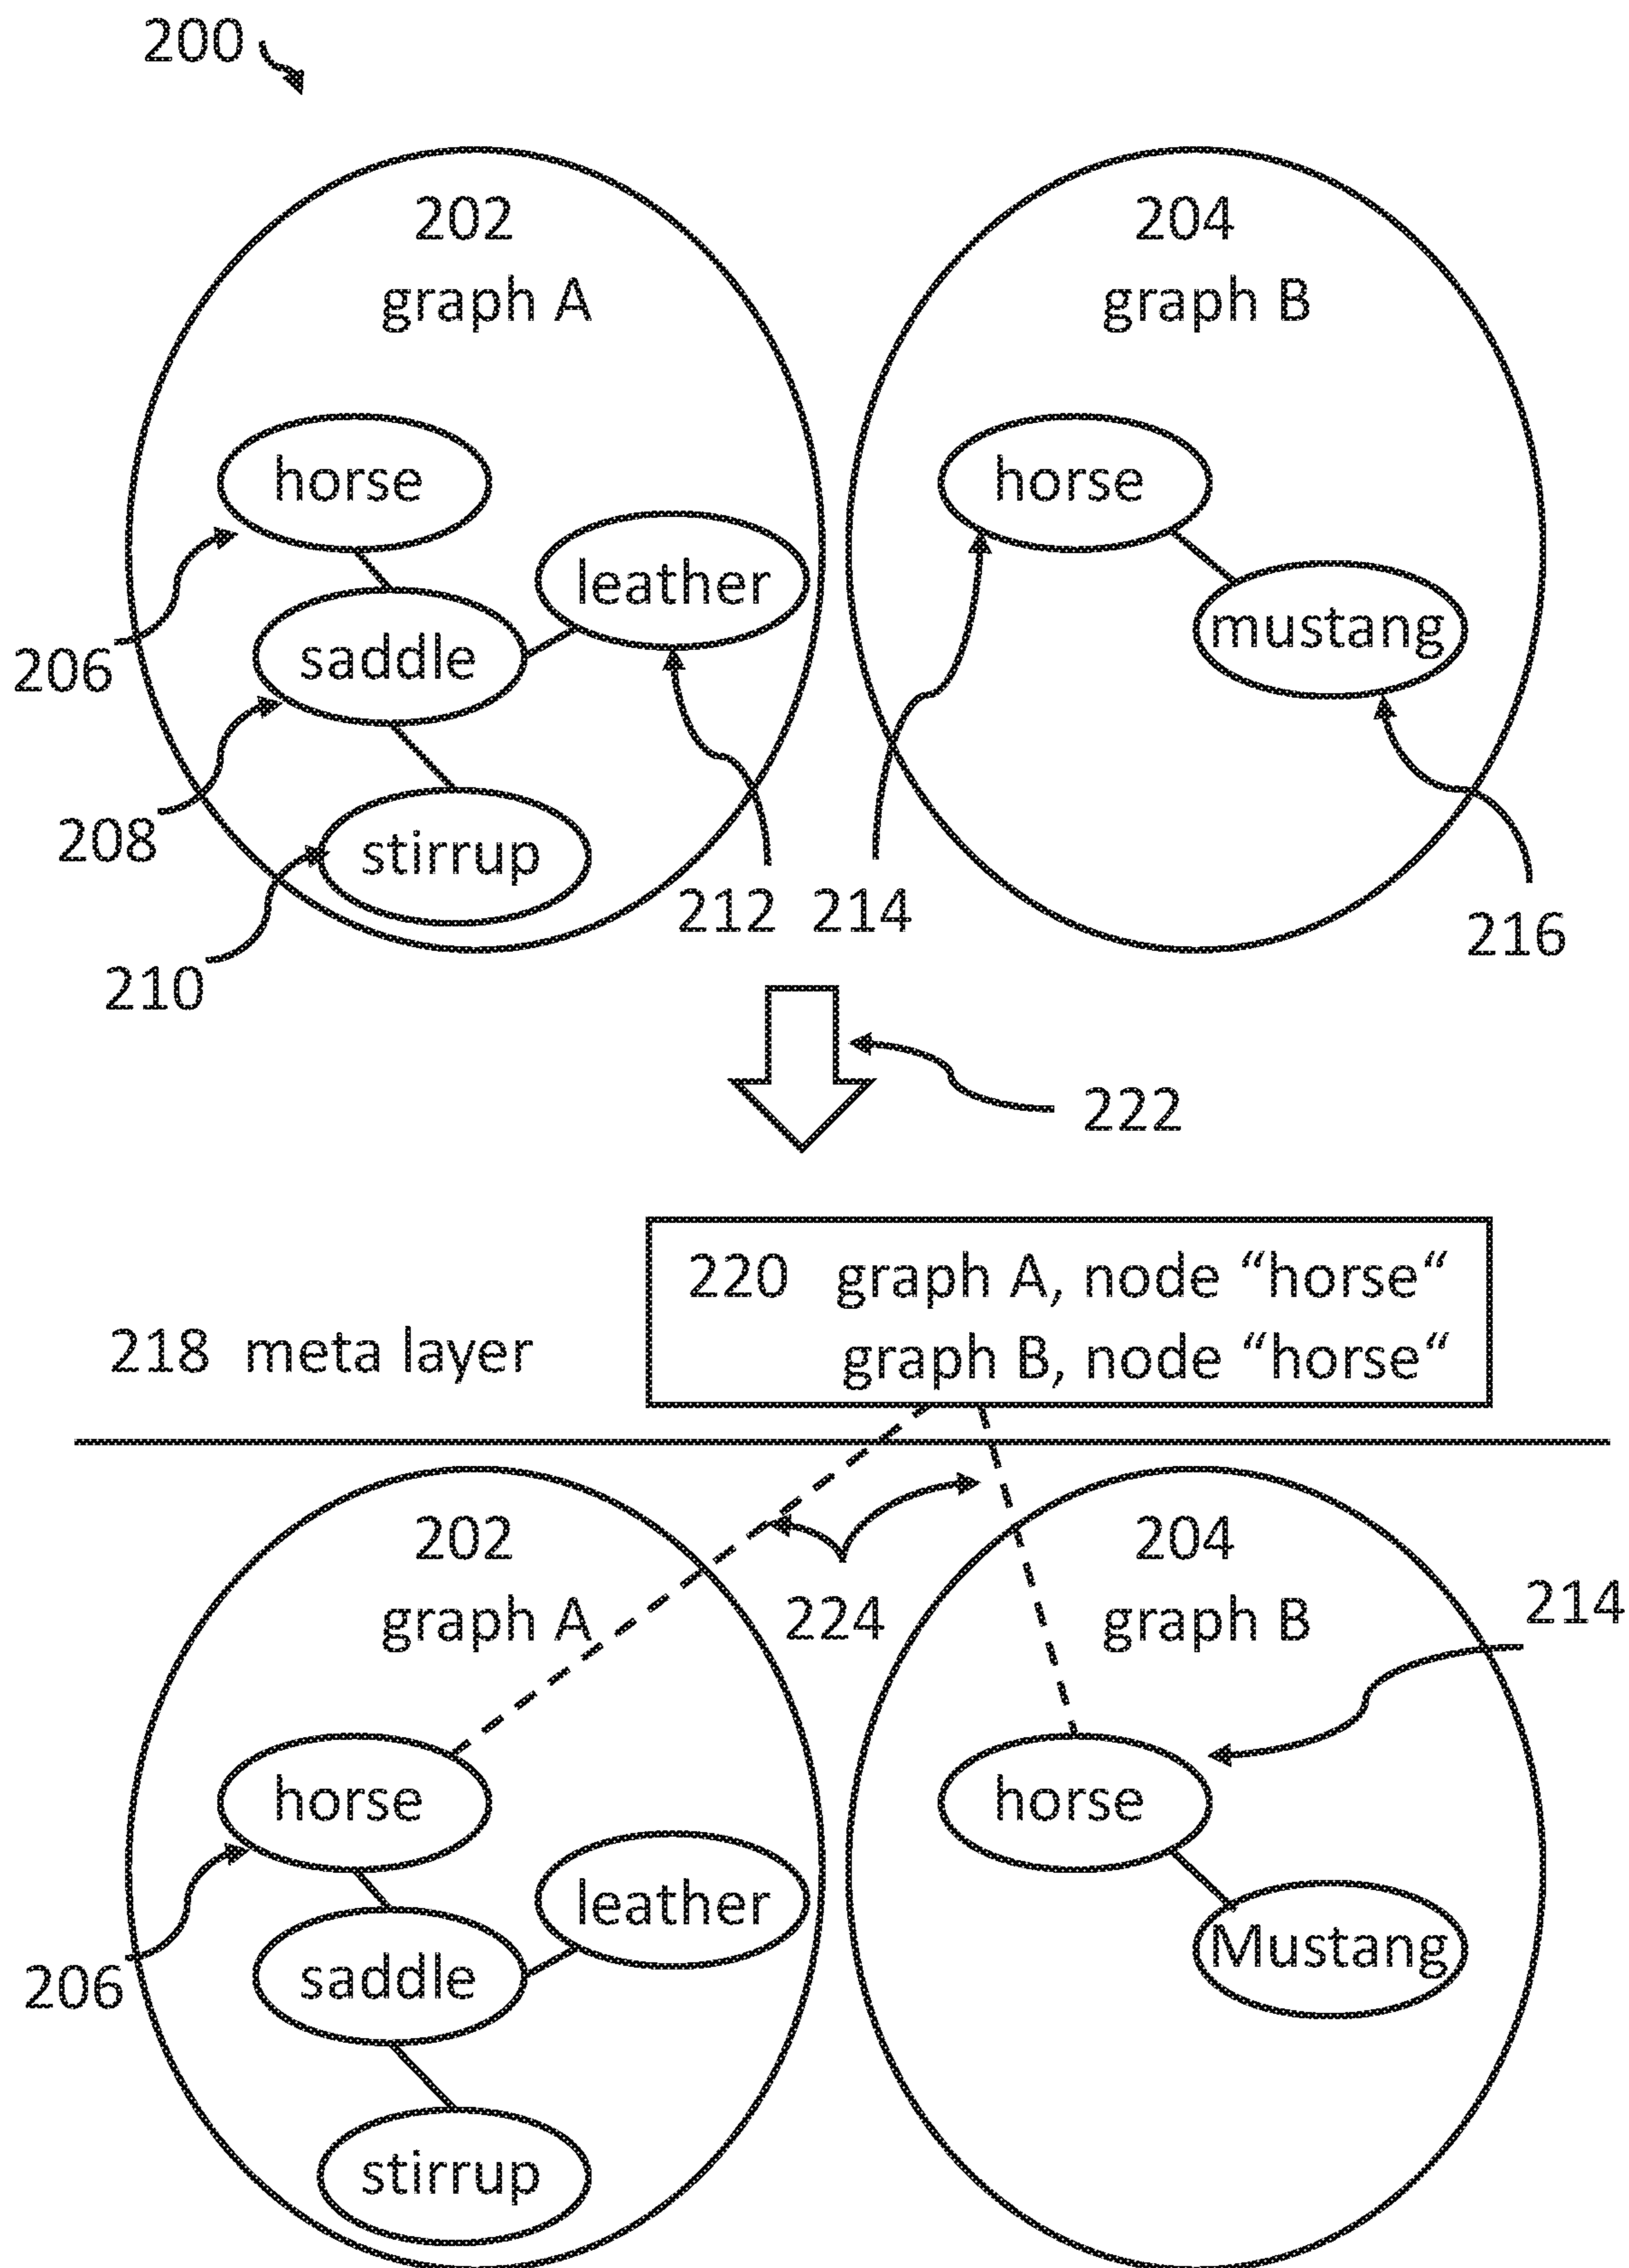 200
202
204
graph A
graph B
horse
horse
leather
mustang
saddle
206
208
stirrup
212
214
216
210
222
220 graph A, node “horse“
218 meta layer
graph B, node “horse“
202
204
224
214
graph A
graph B
horse
horse
leather
Mustang
saddle
206
stirrup